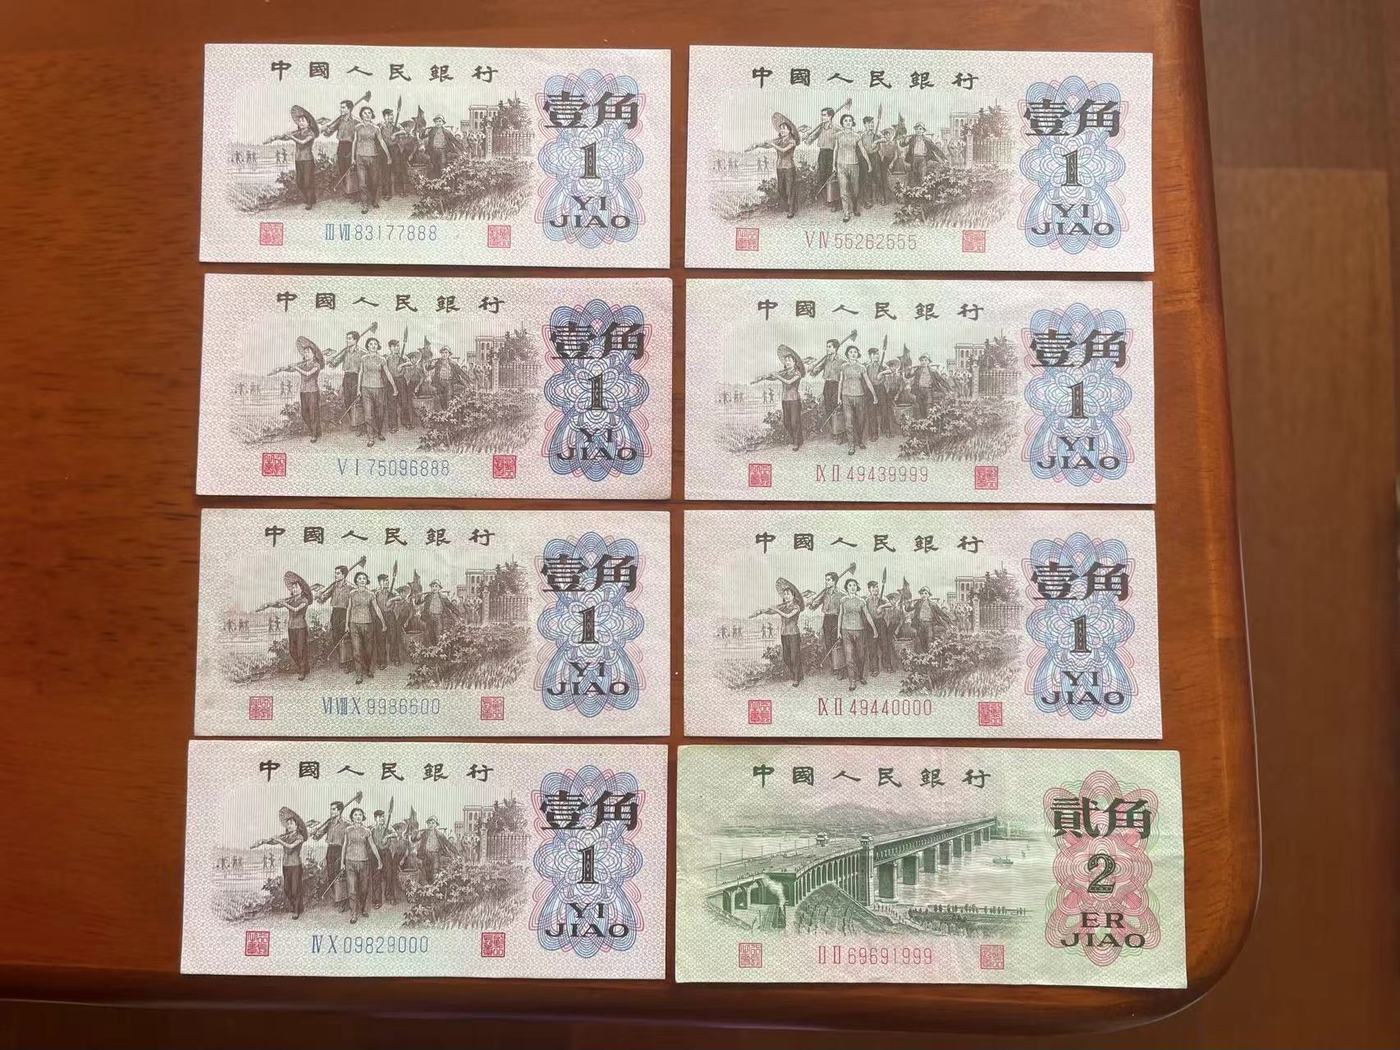 中國人民銀行
壹角
1
YI
JIAO
III VII 83177888
中國人民銀行
壹角
1
YI
JIAO
V IV 55262555
中國人民銀行
壹角
1
YI
JIAO
V I 75096888
中國人民銀行
壹角
1
YI
JIAO
IX II 49439999
中國人民銀行
壹角
1
YI
JIAO
VI VIII X 9986600
中國人民銀行
壹角
1
YI
JIAO
IX II 49440000
中國人民銀行
壹角
1
YI
JIAO
IV X 09829000
中國人民銀行
貳角
2
ER
JIAO
II II 69691999